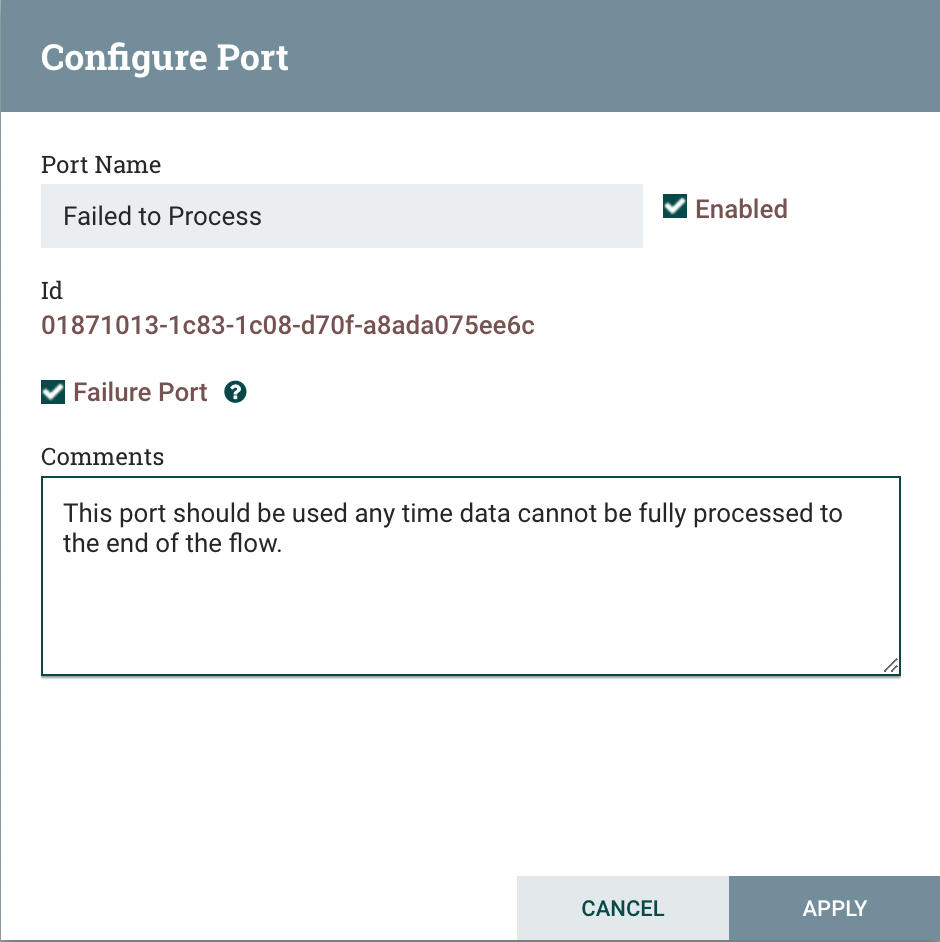 Configure Port
Port Name
Failed to Process
Enabled
Id
01871013-1c83-1c08-d70f-a8ada075ee6c
Failure Port ?
Comments
This port should be used any time data cannot be fully processed to
the end of the flow.
CANCEL
APPLY